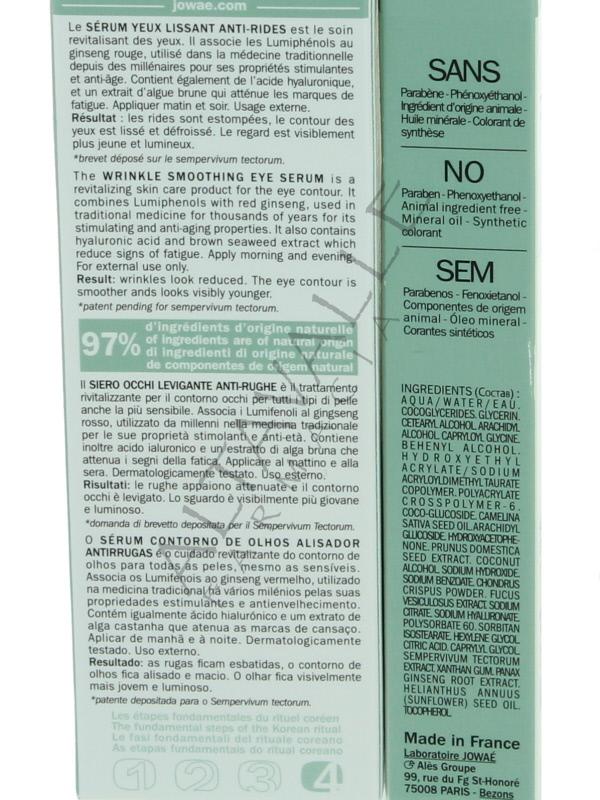 jowae.com
Le SÉRUM YEUX LISSANT ANTI-RIDES est le soin
revitalisant des yeux. Il associe les Lumiphénols au
ginseng rouge, utilisé dans la médecine traditionnelle
depuis des millénaires pour ses propriétés stimulantes
et anti-âge. Contient également de l'acide hyaluronique,
et un extrait d'algue brune qui atténue les marques de
fatigue. Appliquer matin et soir. Usage externe.
Résultat : les rides sont estompées, le contour des
yeux est lissé et défroissé. Le regard est visiblement
plus jeune et lumineux.
*brevet déposé sur le sempervivum tectorum.
The WRINKLE SMOOTHING EYE SERUM is a
revitalizing skin care product for the eye contour. It
combines Lumiphenols with red ginseng, used in
traditional medicine for thousands of years for its
stimulating and anti-aging properties. It also contains
hyaluronic acid and brown seaweed extract which
reduce signs of fatigue. Apply morning and evening.
For external use only.
Result: wrinkles look reduced. The eye contour is
smoother ands looks visibly younger.
*patent pending for sempervivum tectorum.
97%
d'ingrédients d'origine naturelle
of ingredients are of natural origin
di ingredienti di origine naturale
de componentes de origem natural
Il SIERO OCCHI LEVIGANTE ANTI-RUGHE è il trattamento
rivitalizzante per il contorno occhi per tutti i tipi di pelle
anche la più sensibile. Associa i Lumifenoli al gingseng
rosso, utilizzato da millenni nella medicina tradizionale
per le sue proprietà stimolanti e anti-età. Contiene
inoltre acido ialuronico e un estratto di alga bruna che
attenua i segni della fatica. Applicare al mattino e alla
sera. Dermatologicamente testato. Uso esterno.
Risultati: le rughe appaiono attenuate e il contorno
occhi è levigato. Lo sguardo è visibilmente più giovane
e luminoso.
*domanda di brevetto depositata per il Sempervivum Tectorum.
O SÉRUM CONTORNO DE OLHOS ALISADOR
ANTIRRUGAS é o cuidado revitalizante do contorno de
olhos para todas as peles, mesmo as sensíveis.
Associa os Lumifenóis ao ginseng vermelho, utilizado
na medicina tradicional há vários milénios pelas suas
propriedades estimulantes e antienvelhecimento.
Contém igualmente ácido hialurónico e um extrato de
alga castanha que atenua as marcas de cansaço.
Aplicar de manhã e à noite. Dermatologicamente
testado. Uso externo.
Resultado: as rugas ficam esbatidas, o contorno de
olhos fica alisado e macio. O olhar fica visivelmente
mais jovem e luminoso.
*patente depositada para o Sempervivum tectorum.
Les étapes fondamentales du rituel coréen
The fundamental steps of the Korean ritual
Le fasi fondamentali del rituale coreano
As etapas fundamentais do ritual coreano
1 2 3 4
SANS
Parabène - Phénoxyéthanol -
Ingrédient d'origine animale -
Huile minérale - Colorant de
synthèse
NO
Paraben - Phenoxyethanol -
Animal ingredient free -
Mineral oil - Synthetic
colorant
SEM
Parabenos - Fenoxietanol -
Componentes de origem
animal - Óleo mineral -
Corantes sintéticos
INGREDIENTS (Состав) :
AQUA/WATER/EAU.
COCOGLYCERIDES. GLYCERIN.
CETEARYL ALCOHOL. ARACHIDYL
ALCOHOL. CAPRYLOYL GLYCINE.
BEHENYL ALCOHOL.
HYDROXYETHYL
ACRYLATE/SODIUM
ACRYLOYLDIMETHYL TAURATE
COPOLYMER. POLYACRYLATE
CROSSPOLYMER-6.
COCO-GLUCOSIDE. CAMELINA
SATIVA SEED OIL. ARACHIDYL
GLUCOSIDE. HYDROXYACETOPHE-
NONE. PRUNUS DOMESTICA
SEED EXTRACT. COCONUT
ALCOHOL. SODIUM HYDROXIDE.
SODIUM BENZOATE. CHONDRUS
CRISPUS POWDER. FUCUS
VESICULOSUS EXTRACT. SODIUM
CITRATE. SODIUM HYALURONATE.
POLYSORBATE 60. SORBITAN
ISOSTEARATE. HEXYLENE GLYCOL.
CITRIC ACID. CAPRYLYL GLYCOL.
SEMPERVIVUM TECTORUM
EXTRACT. XANTHAN GUM. PANAX
GINSENG ROOT EXTRACT.
HELIANTHUS ANNUUS
(SUNFLOWER) SEED OIL.
TOCOPHEROL.
Made in France
Laboratoire JOWAÉ
Alès Groupe
99, rue du Fg St-Honoré
75008 PARIS - Bezons